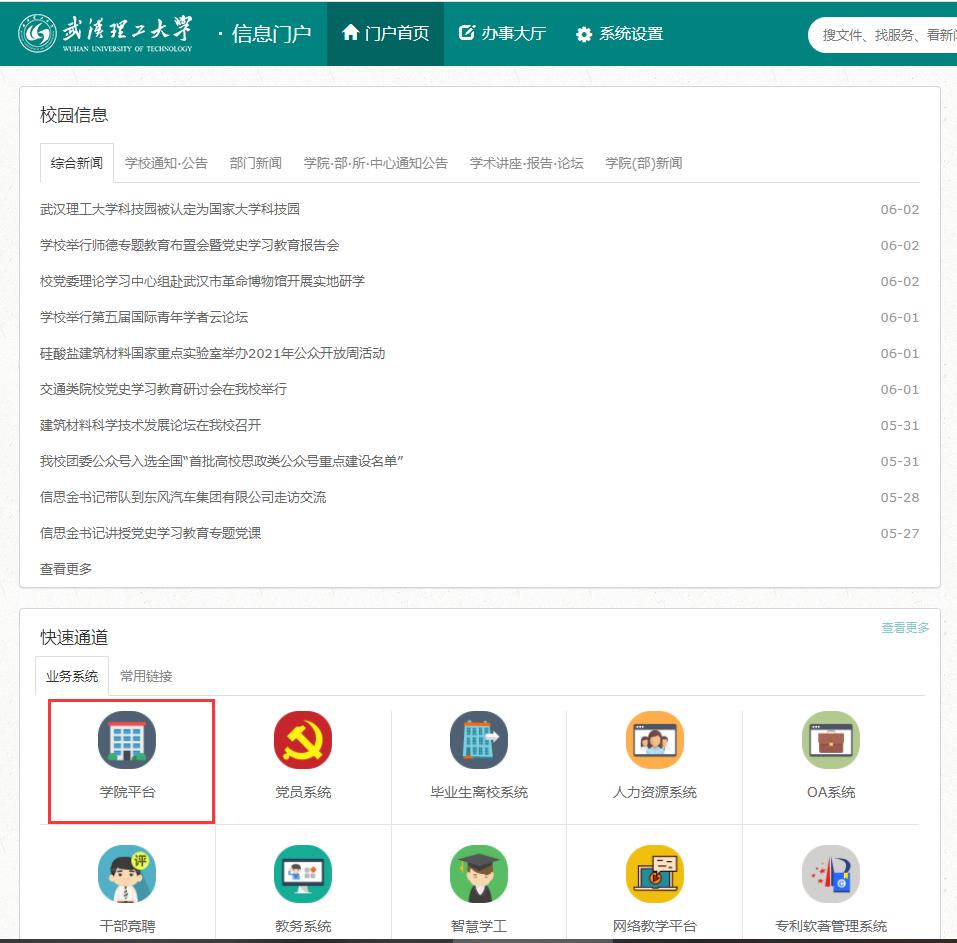 武漢理工大学
WUHAN UNIVERSITY OF TECHNOLOGY
· 信息门户
门户首页
办事大厅
系统设置
搜文件、找服务、看新
校园信息
综合新闻 学校通知·公告 部门新闻 学院·部·所·中心通知公告 学术讲座·报告·论坛 学院(部)新闻
武汉理工大学科技园被认定为国家大学科技园 06-02
学校举行师德专题教育布置会暨党史学习教育报告会 06-02
校党委理论学习中心组赴武汉市革命博物馆开展实地研学 06-02
学校举行第五届国际青年学者云论坛 06-01
硅酸盐建筑材料国家重点实验室举办2021年公众开放周活动 06-01
交通类院校党史学习教育研讨会在我校举行 06-01
建筑材料科学技术发展论坛在我校召开 05-31
我校团委公众号入选全国“首批高校思政类公众号重点建设名单” 05-31
信思金书记带队到东风汽车集团有限公司走访交流 05-28
信思金书记讲授党史学习教育专题党课 05-27
查看更多
快速通道
查看更多
业务系统 常用链接
学院平台 党员系统 毕业生离校系统 人力资源系统 OA系统
评
干部竞聘 教务系统 智慧学工 网络教学平台 专利软著管理系统